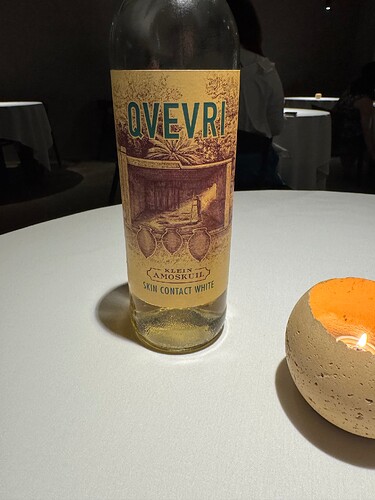 QVEVRI
KLEIN
AMOSKUIL
SKIN CONTACT WHITE